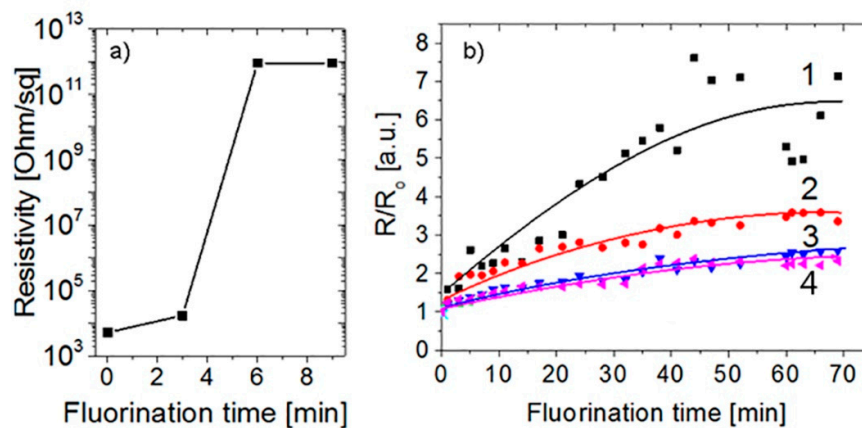 a)
Resistivity [Ohm/sq]
10^13
10^11
10^9
10^7
10^5
10^3
0 2 4 6 8
Fluorination time [min]
b)
R/R_o [a.u.]
8
7
6
5
4
3
2
1
0
1
2
3
4
0 10 20 30 40 50 60 70
Fluorination time [min]